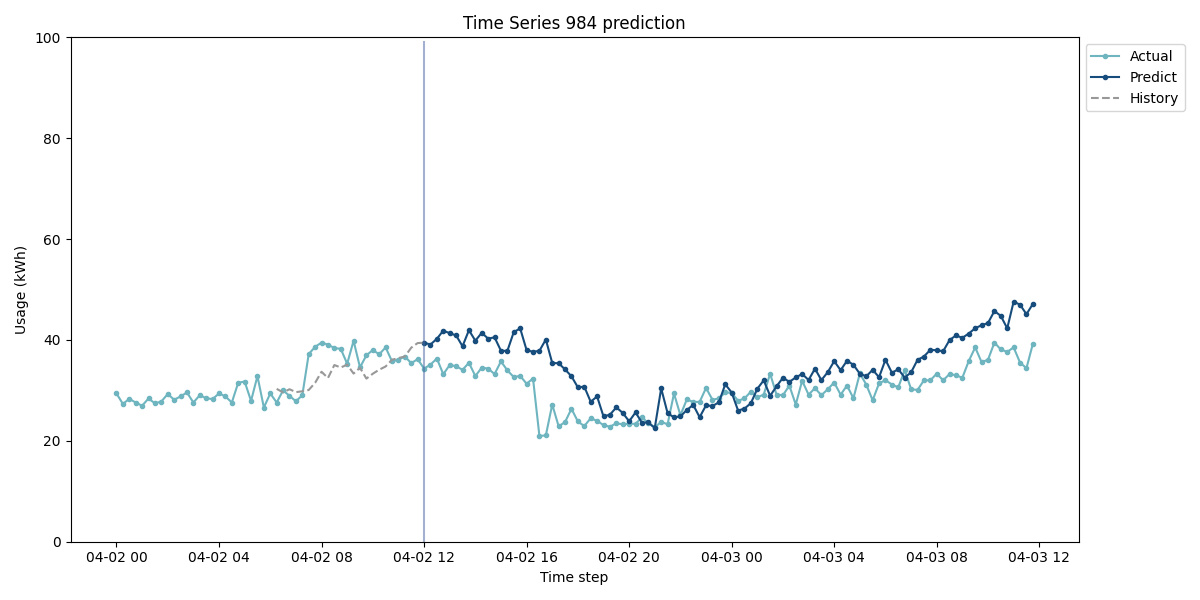 Time Series 984 prediction
100
80
60
40
20
0
Usage (kWh)
04-02 00 04-02 04 04-02 08 04-02 12 04-02 16 04-02 20 04-03 00 04-03 04 04-03 08 04-03 12
Time step
Actual
Predict
History